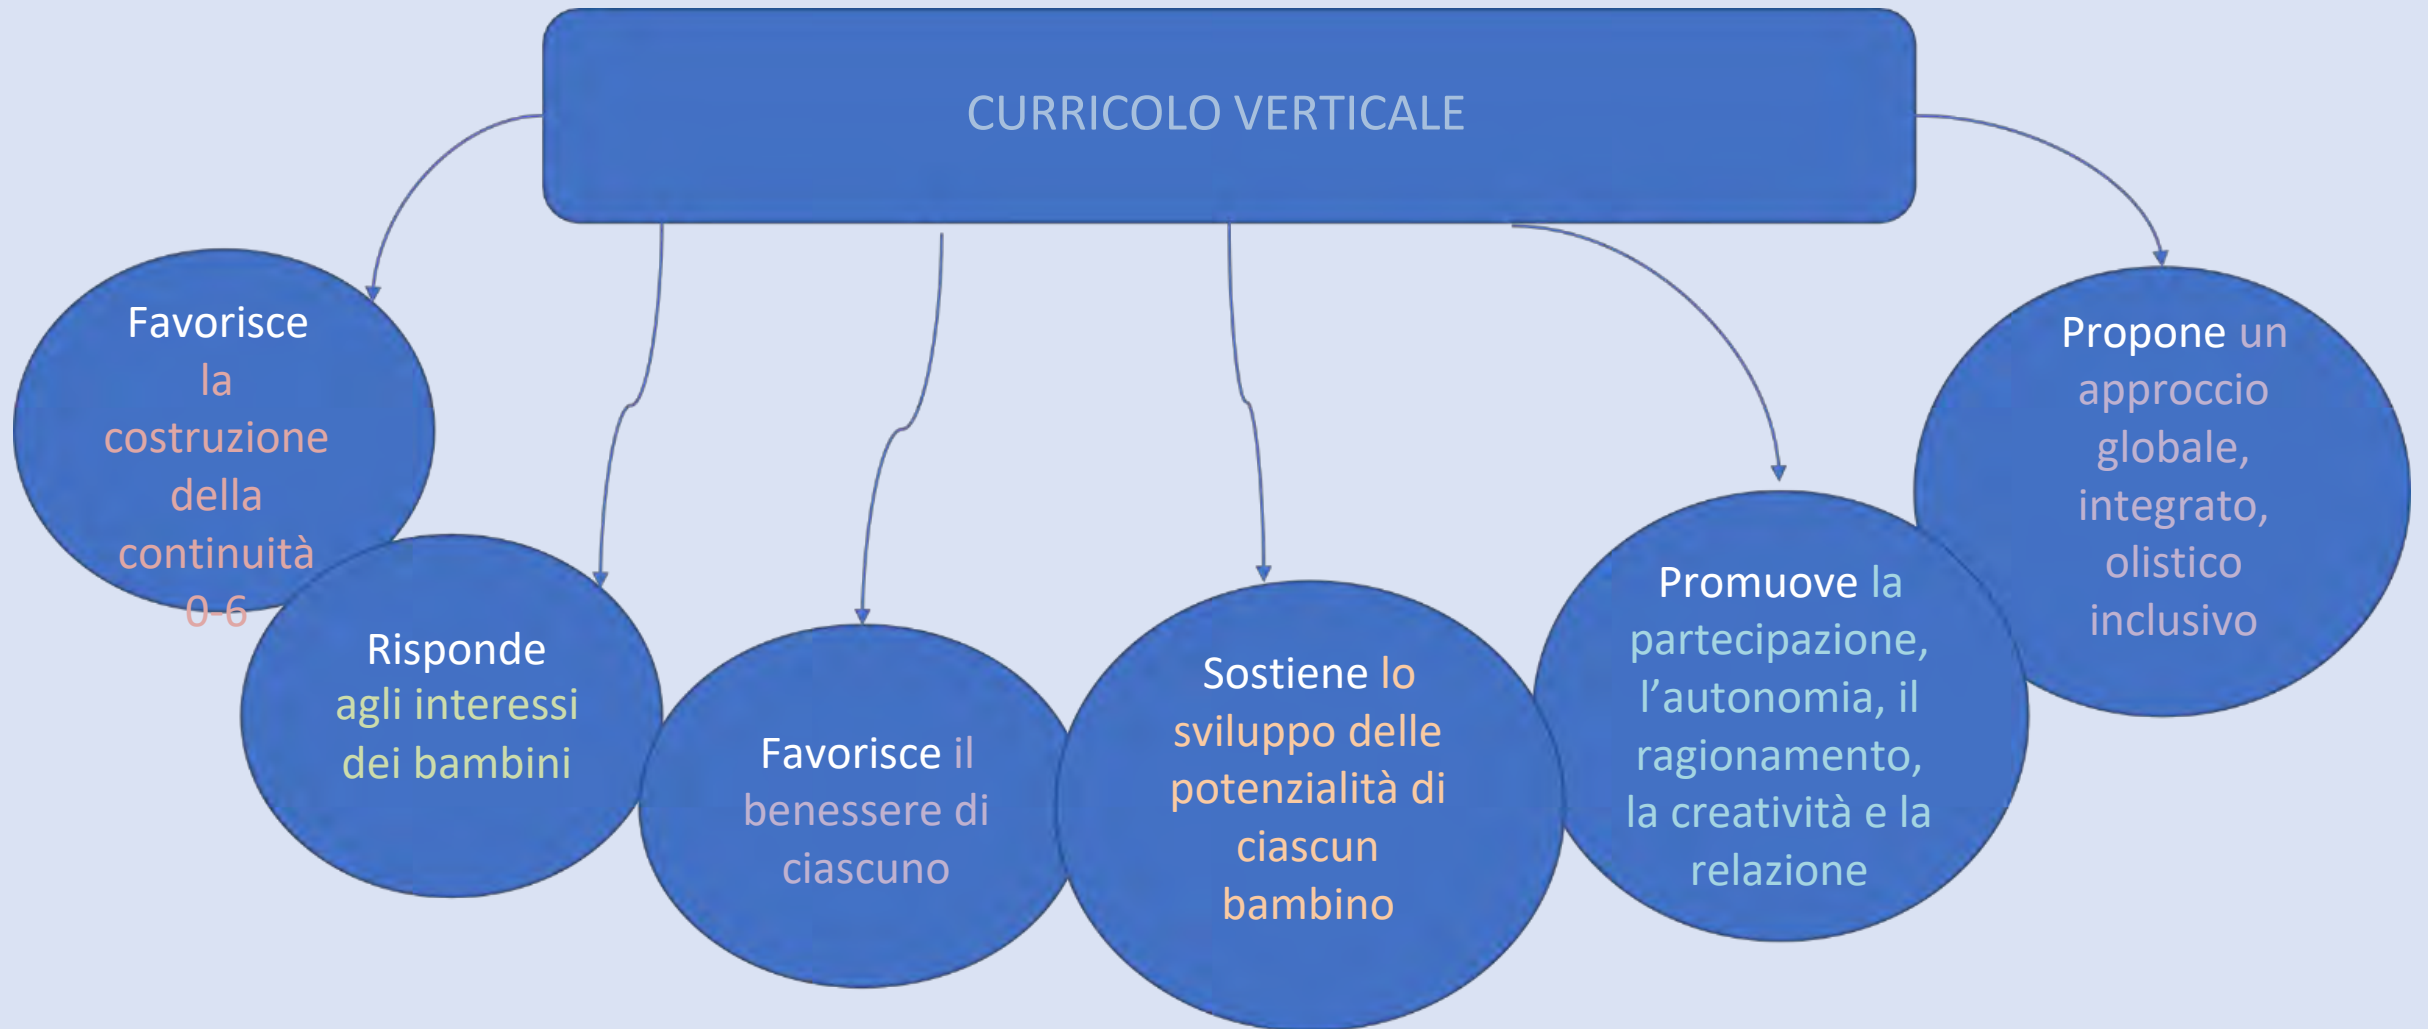 CURRICOLO VERTICALE
Favorisce
la
costruzione
della
continuità
0-6
Risponde
agli interessi
dei bambini
Favorisce il
benessere di
ciascuno
Sostiene lo
sviluppo delle
potenzialità di
ciascun
bambino
Promuove la
partecipazione,
l’autonomia, il
ragionamento,
la creatività e la
relazione
Propone un
approccio
globale,
integrato,
olistico
inclusivo